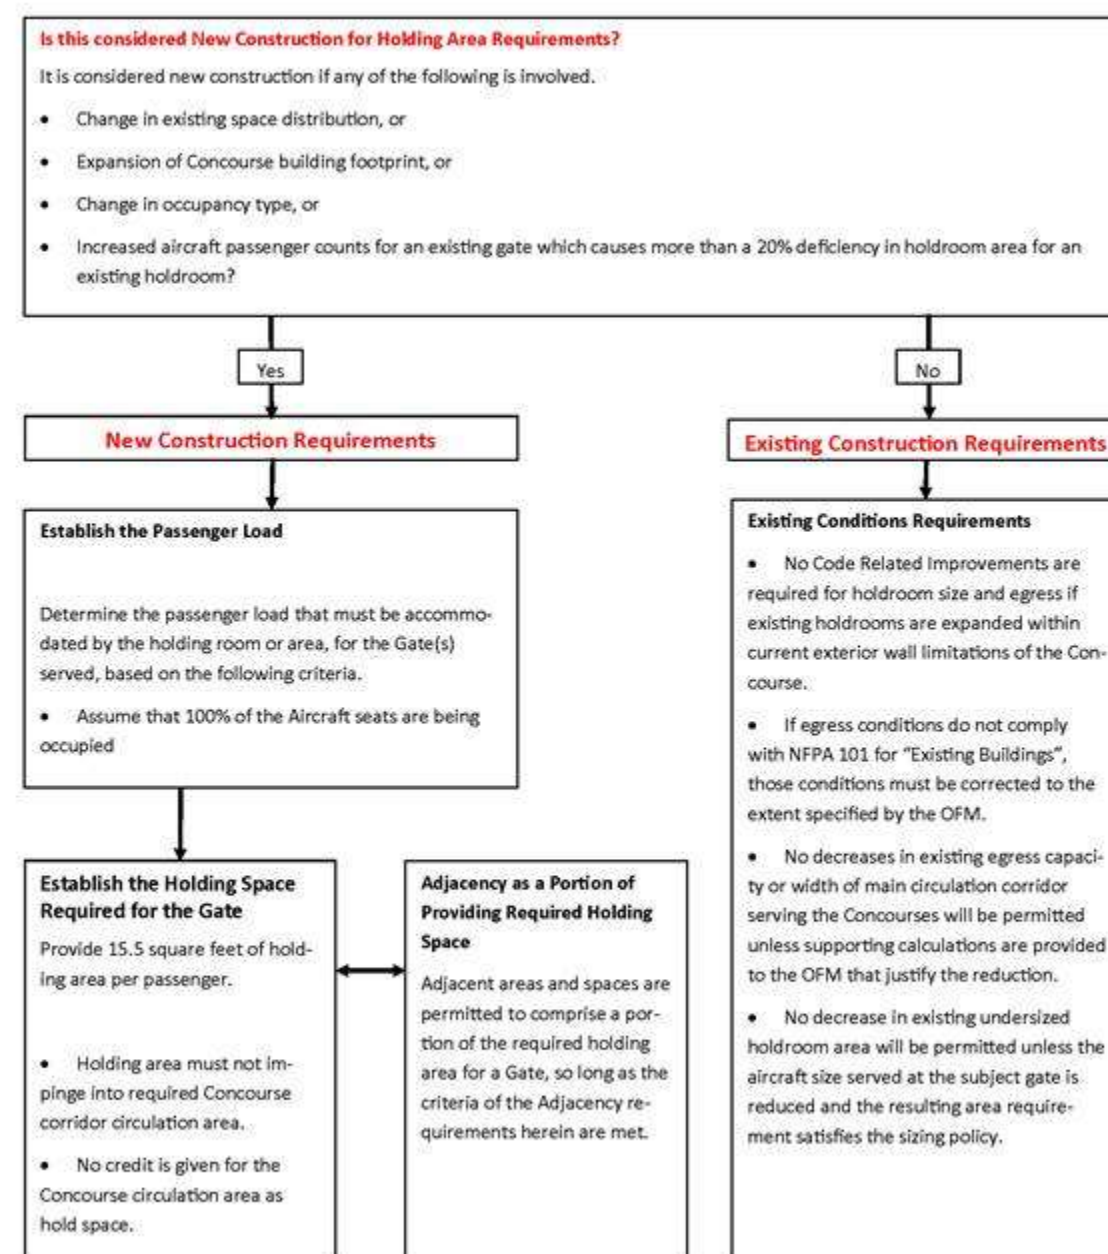 Is this considered New Construction for Holding Area Requirements?
It is considered new construction if any of the following is involved.
• Change in existing space distribution, or
• Expansion of Concourse building footprint, or
• Change in occupancy type, or
• Increased aircraft passenger counts for an existing gate which causes more than a 20% deficiency in holdroom area for an
existing holdroom?
Yes
No
New Construction Requirements
Existing Construction Requirements
Establish the Passenger Load
Determine the passenger load that must be accommo-
dated by the holding room or area, for the Gate(s)
served, based on the following criteria.
• Assume that 100% of the Aircraft seats are being
occupied
Establish the Holding Space
Required for the Gate
Provide 15.5 square feet of hold-
ing area per passenger.
• Holding area must not im-
pinge into required Concourse
corridor circulation area.
• No credit is given for the
Concourse circulation area as
hold space.
Adjacency as a Portion of
Providing Required Holding
Space
Adjacent areas and spaces are
permitted to comprise a por-
tion of the required holding
area for a Gate, so long as the
criteria of the Adjacency re-
quirements herein are met.
Existing Conditions Requirements
• No Code Related Improvements are
required for holdroom size and egress if
existing holdrooms are expanded within
current exterior wall limitations of the Con-
course.
• If egress conditions do not comply
with NFPA 101 for "Existing Buildings",
those conditions must be corrected to the
extent specified by the OFM.
• No decreases in existing egress capaci-
ty or width of main circulation corridor
serving the Concourses will be permitted
unless supporting calculations are provided
to the OFM that justify the reduction.
• No decrease in existing undersized
holdroom area will be permitted unless the
aircraft size served at the subject gate is
reduced and the resulting area require-
ment satisfies the sizing policy.